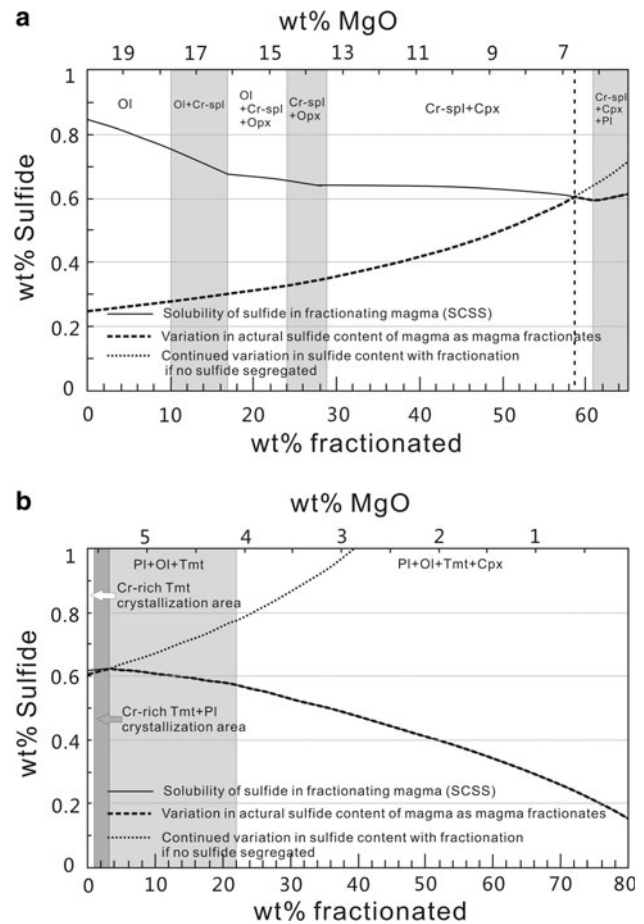 a
wt% MgO
19 17 15 13 11 9 7
1
0.8
0.6
0.4
0.2
0
wt% Sulfide
Ol
Ol+Cr-spl
Ol
+Cr-spl
+Opx
Cr-spl
+Opx
Cr-spl+Cpx
Cr-spl
+Cpx
+Pl
Solubility of sulfide in fractionating magma (SCSS)
Variation in actural sulfide content of magma as magma fractionates
Continued variation in sulfide content with fractionation
if no sulfide segregated
0 10 20 30 40 50 60
wt% fractionated
b
wt% MgO
5 4 3 2 1
1
0.8
0.6
0.4
0.2
0
wt% Sulfide
Pl+Ol+Tmt
Pl+Ol+Tmt+Cpx
Cr-rich Tmt
crystallization area
Cr-rich Tmt+Pl
crystallization area
Solubility of sulfide in fractionating magma (SCSS)
Variation in actural sulfide content of magma as magma fractionates
Continued variation in sulfide content with fractionation
if no sulfide segregated
0 10 20 30 40 50 60 70 80
wt% fractionated